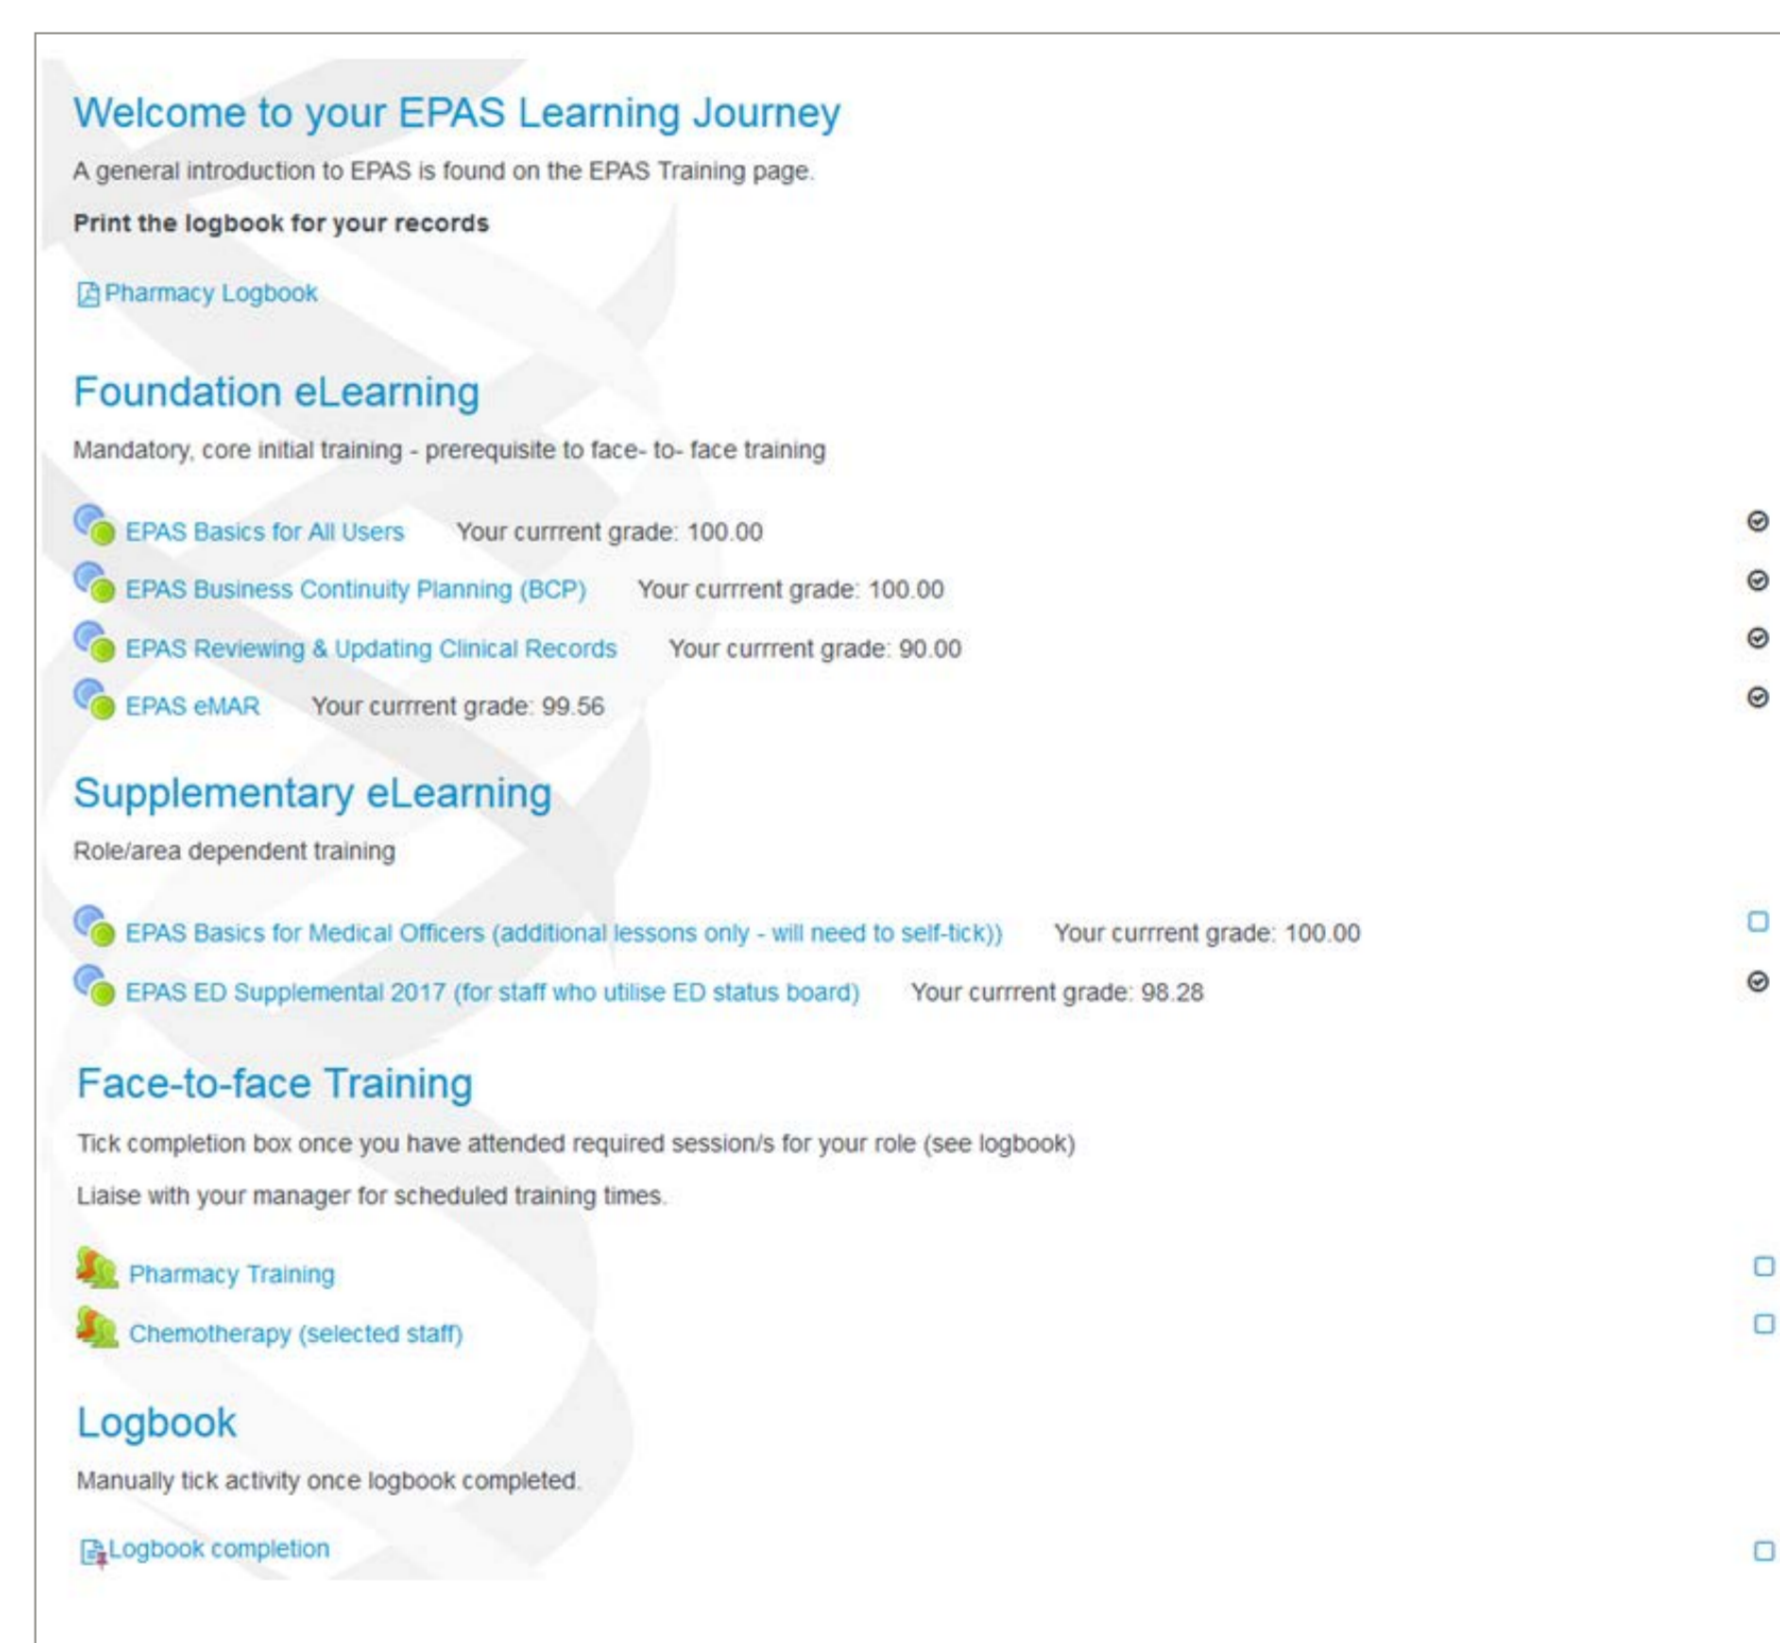 Welcome to your EPAS Learning Journey
A general introduction to EPAS is found on the EPAS Training page.
Print the logbook for your records
Pharmacy Logbook
Foundation eLearning
Mandatory, core initial training - prerequisite to face- to- face training
EPAS Basics for All Users Your currrent grade: 100.00
EPAS Business Continuity Planning (BCP) Your currrent grade: 100.00
EPAS Reviewing & Updating Clinical Records Your currrent grade: 90.00
EPAS eMAR Your currrent grade: 99.56
Supplementary eLearning
Role/area dependent training
EPAS Basics for Medical Officers (additional lessons only - will need to self-tick)) Your currrent grade: 100.00
EPAS ED Supplemental 2017 (for staff who utilise ED status board) Your currrent grade: 98.28
Face-to-face Training
Tick completion box once you have attended required session/s for your role (see logbook)
Liaise with your manager for scheduled training times.
Pharmacy Training
Chemotherapy (selected staff)
Logbook
Manually tick activity once logbook completed.
Logbook completion